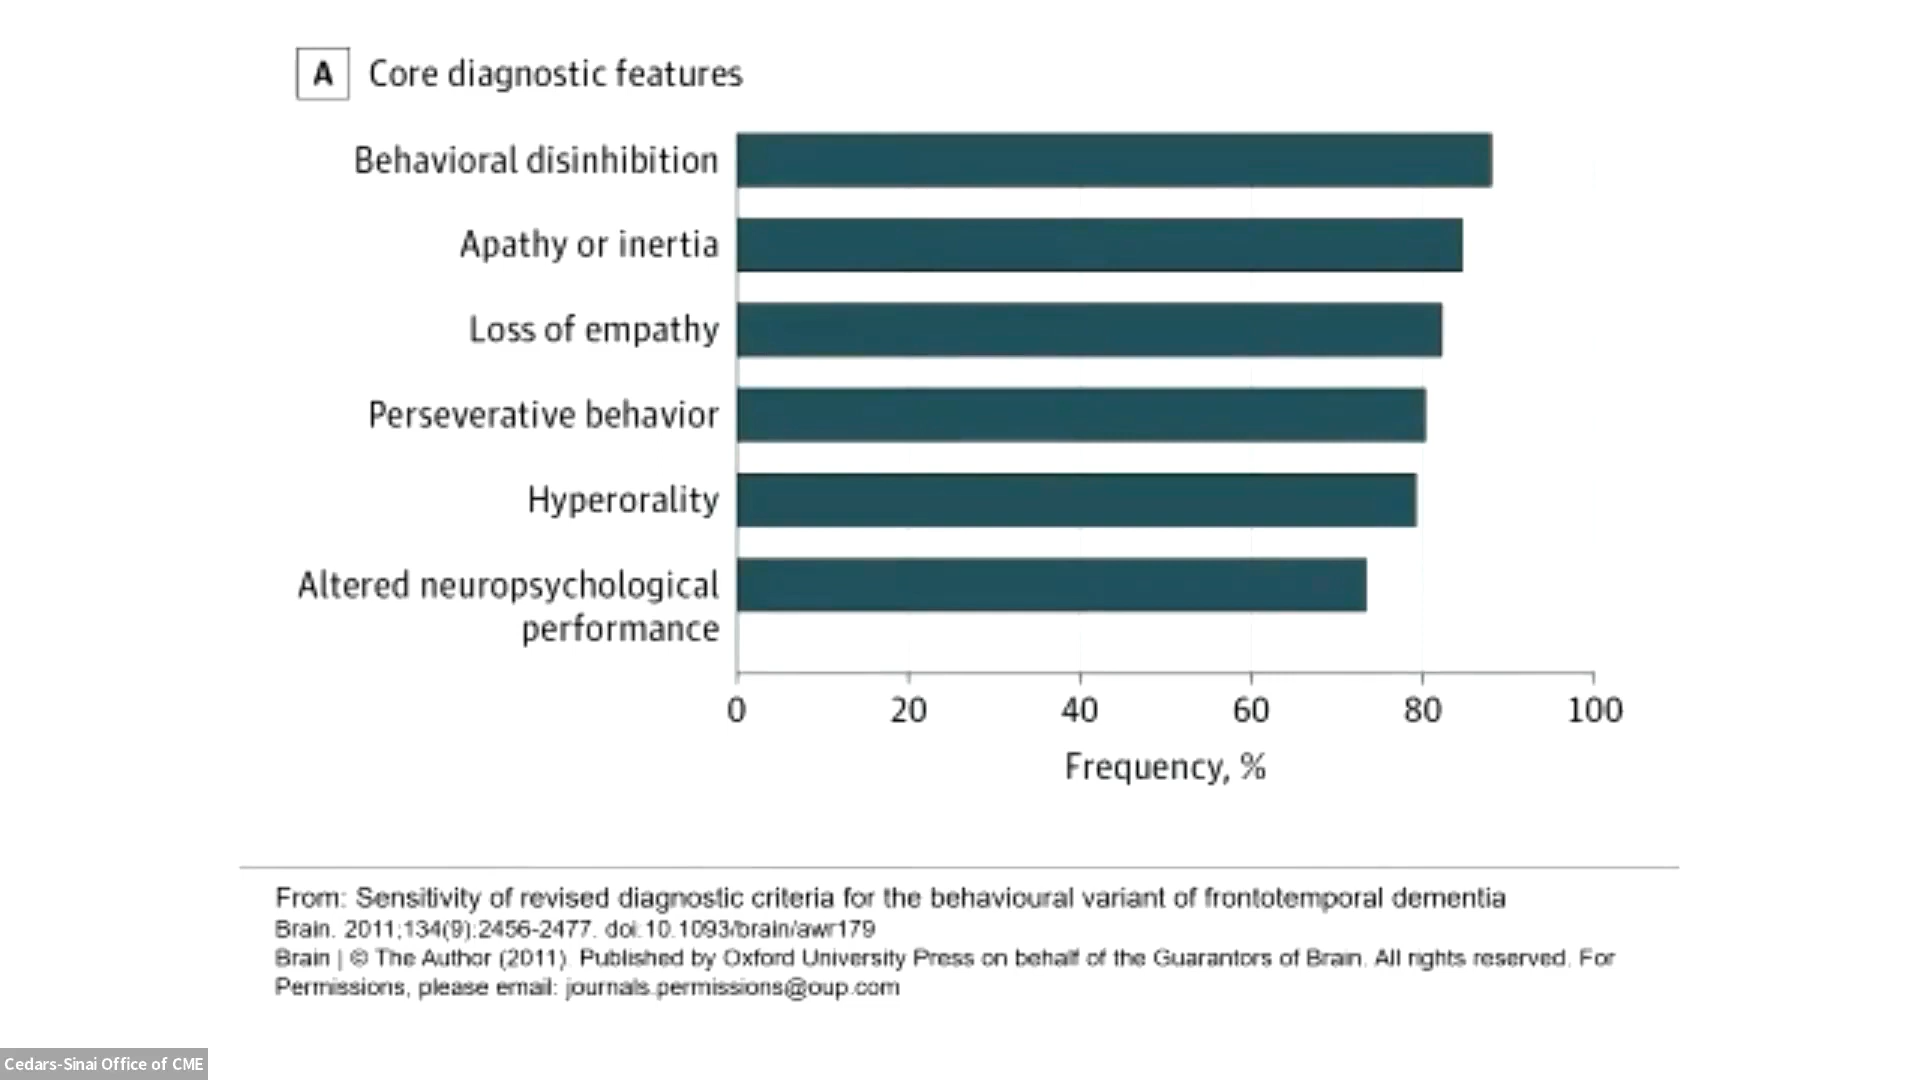 A Core diagnostic features
Behavioral disinhibition
Apathy or inertia
Loss of empathy
Perseverative behavior
Hyperorality
Altered neuropsychological
performance
0 20 40 60 80 100
Frequency, %
From: Sensitivity of revised diagnostic criteria for the behavioural variant of frontotemporal dementia
Brain. 2011;134(9):2456-2477. doi:10.1093/brain/awr179
Brain | © The Author (2011). Published by Oxford University Press on behalf of the Guarantors of Brain. All rights reserved. For
Permissions, please email: journals.permissions@oup.com
Cedars-Sinai Office of CME